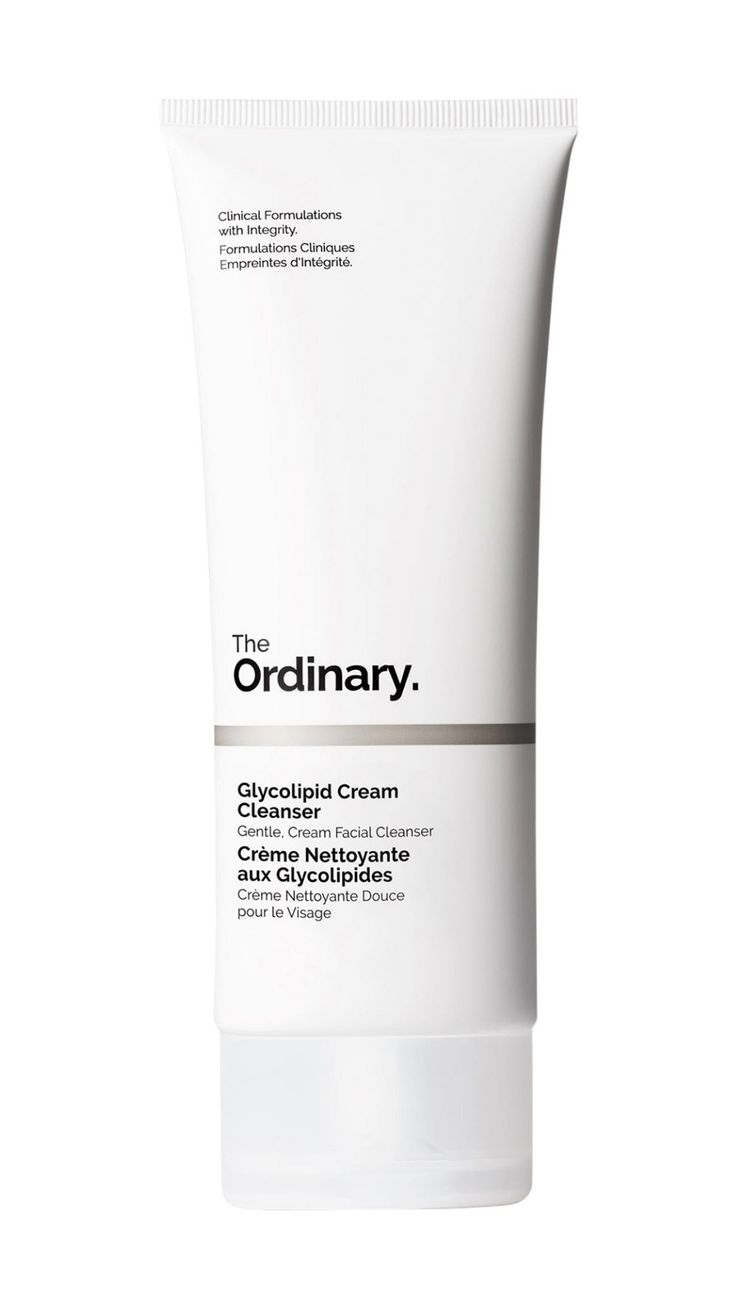 Clinical Formulations
with Integrity.
Formulations Cliniques
Empreintes d'Intégrité.
The
Ordinary.
Glycolipid Cream
Cleanser
Gentle, Cream Facial Cleanser
Crème Nettoyante
aux Glycolipides
Crème Nettoyante Douce
pour le Visage